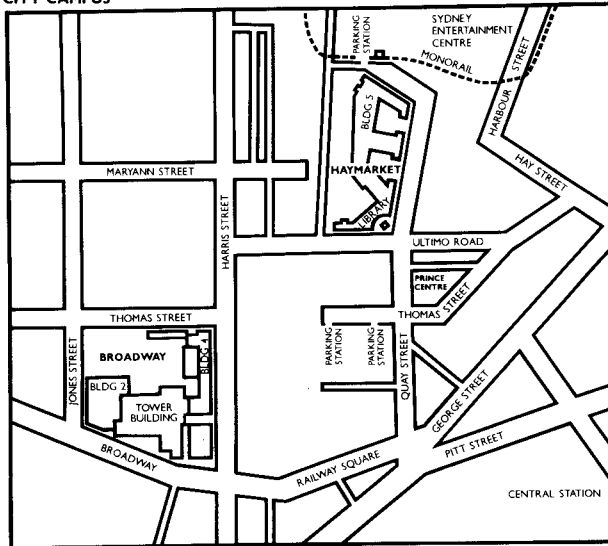 CITY CAMPUS
PARKING
STATION
SYDNEY
ENTERTAINMENT
CENTRE
MONORAIL
HARBOUR STREET
BLDG 5
HAY STREET
MARYANN STREET
HAYMARKET
LIBRARY
HARRIS STREET
ULTIMO ROAD
PRINCE
CENTRE
THOMAS STREET
THOMAS STREET
JONES STREET
BROADWAY
BLDG 4
PARKING
STATION
PARKING
STATION
QUAY STREET
BLDG 2
TOWER
BUILDING
GEORGE STREET
BROADWAY
RAILWAY SQUARE
PITT STREET
CENTRAL STATION